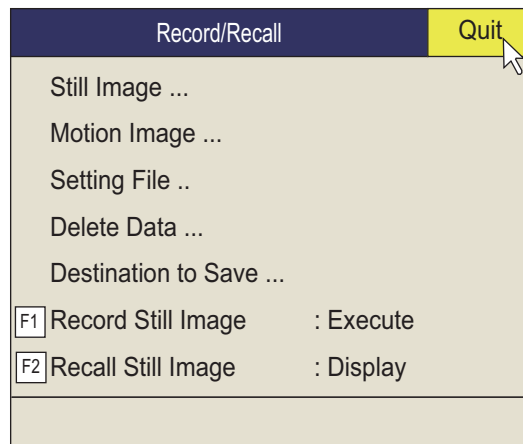 Record/Recall Quit
Still Image ...
Motion Image ...
Setting File ..
Delete Data ...
Destination to Save ...
F1 Record Still Image : Execute
F2 Recall Still Image : Display